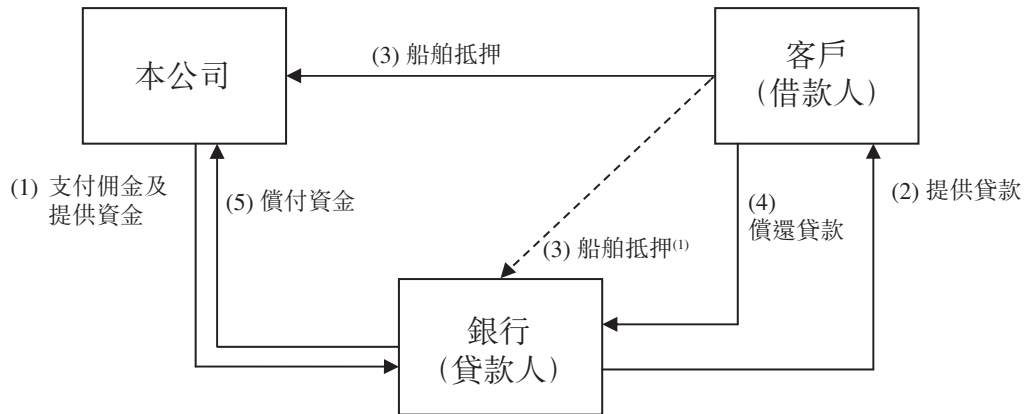 本公司
(3) 船舶抵押
客戶
(借款人)
(1) 支付佣金及
提供資金
(5) 償付資金
(3) 船舶抵押(1)
(4)
償還貸款
(2) 提供貸款
銀行
(貸款人)